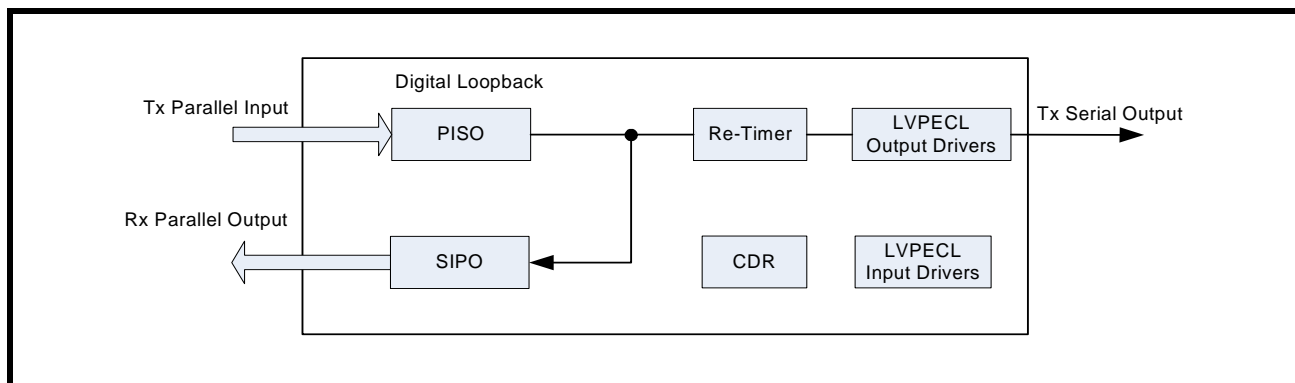 Digital Loopback
Tx Parallel Input
PISO
Re-Timer
LVPECL
Output Drivers
Tx Serial Output
Rx Parallel Output
SIPO
CDR
LVPECL
Input Drivers